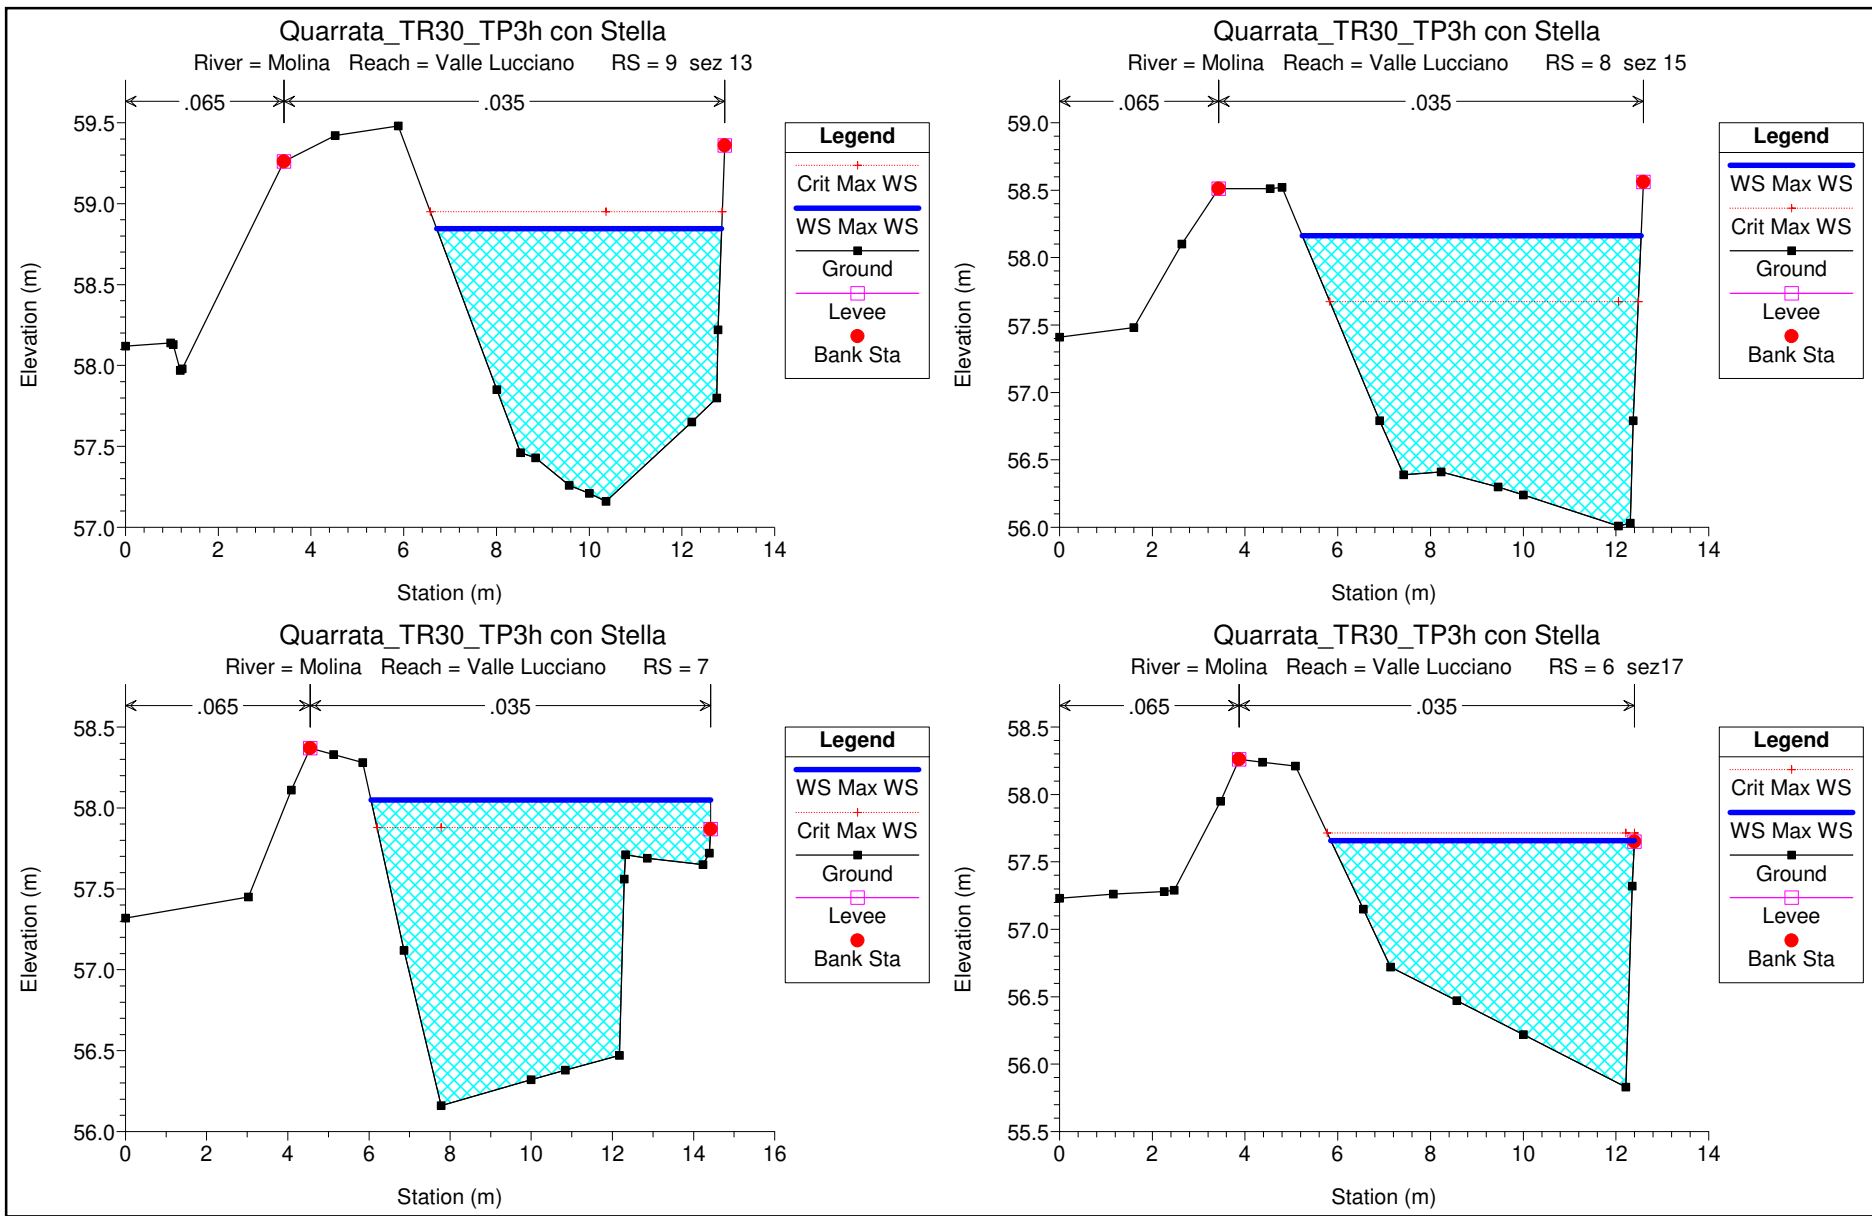 Quarrata_TR30_TP3h con Stella
River = Molina Reach = Valle Lucciano RS = 9 sez 13
.065 .035
59.5
59.0
58.5
58.0
57.5
57.0
Elevation (m)
0 2 4 6 8 10 12 14
Station (m)
Legend
Crit Max WS
WS Max WS
Ground
Levee
Bank Sta
Quarrata_TR30_TP3h con Stella
River = Molina Reach = Valle Lucciano RS = 8 sez 15
.065 .035
59.0
58.5
58.0
57.5
57.0
56.5
56.0
Elevation (m)
0 2 4 6 8 10 12 14
Station (m)
Legend
WS Max WS
Crit Max WS
Ground
Levee
Bank Sta
Quarrata_TR30_TP3h con Stella
River = Molina Reach = Valle Lucciano RS = 7
.065 .035
58.5
58.0
57.5
57.0
56.5
56.0
Elevation (m)
0 2 4 6 8 10 12 14 16
Station (m)
Legend
WS Max WS
Crit Max WS
Ground
Levee
Bank Sta
Quarrata_TR30_TP3h con Stella
River = Molina Reach = Valle Lucciano RS = 6 sez17
.065 .035
58.5
58.0
57.5
57.0
56.5
56.0
55.5
Elevation (m)
0 2 4 6 8 10 12 14
Station (m)
Legend
Crit Max WS
WS Max WS
Ground
Levee
Bank Sta